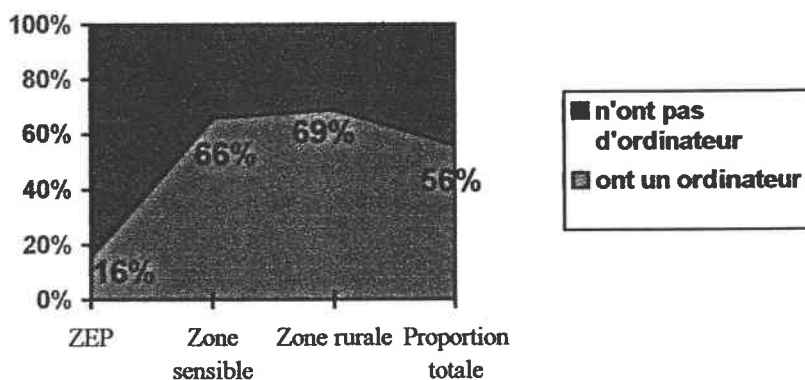 100%
80%
60%
40%
20%
0%
16%
66%
69%
56%
ZEP
Zone
sensible
Zone rurale
Proportion
totale
n'ont pas
d'ordinateur
ont un ordinateur